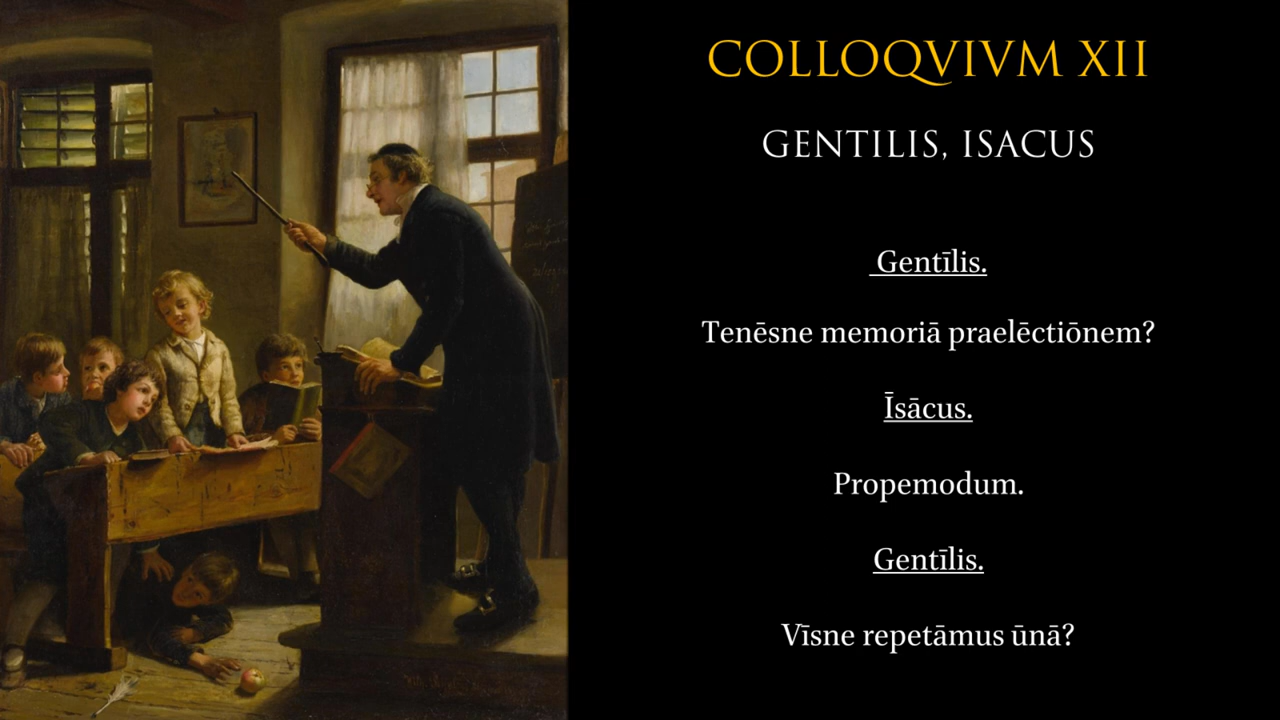 COLLOQVIVM XII
GENTILIS, ISACUS
Gentīlis.
Tenēsne memoriā praelēctiōnem?
Īsācus.
Propemodum.
Gentīlis.
Vīsne repetāmus ūnā?